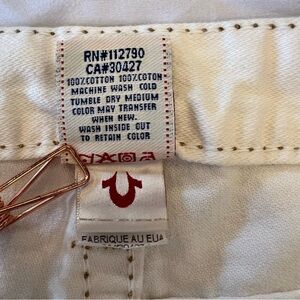 RN#112790
CA#30427
100%COTTON 100%COTON
MACHINE WASH COLD
TUMBLE DRY MEDIUM
COLOR MAY TRANSFER
WHEN NEW.
WASH INSIDE OUT
TO RETAIN COLOR
FABRIQUE AU EUA